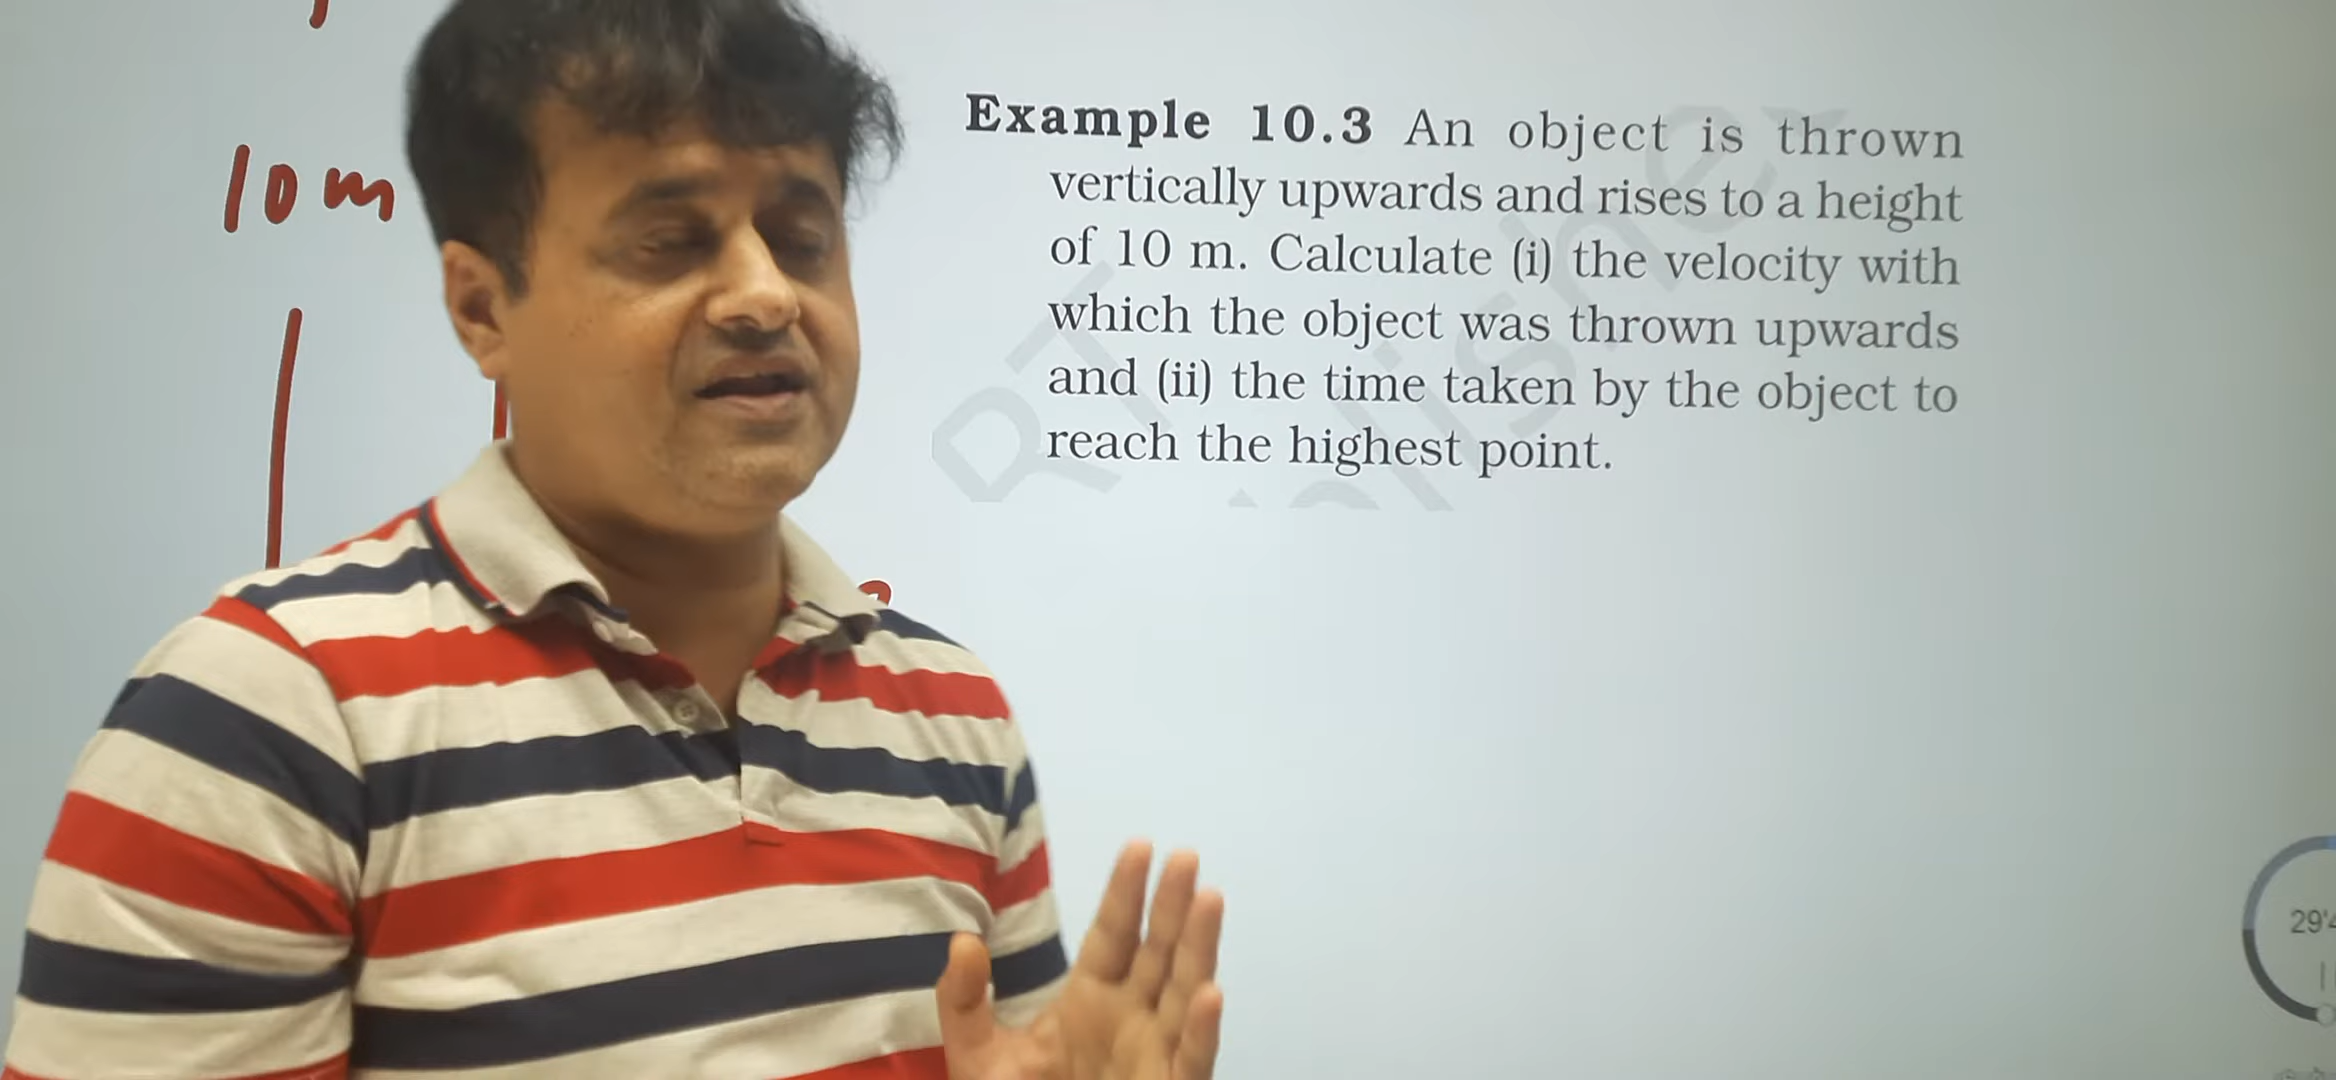 10 m
Example 10.3 An object is thrown
vertically upwards and rises to a height
of 10 m. Calculate (i) the velocity with
which the object was thrown upwards
and (ii) the time taken by the object to
reach the highest point.